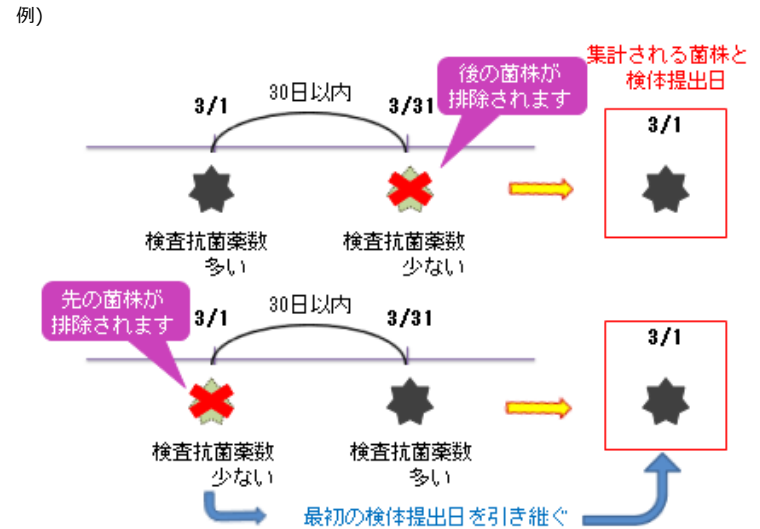 例)
集計される菌株と
検体提出日
後の菌株が
排除されます
3/1
30日以内
3/31
3/1
検査抗菌薬数
多い
検査抗菌薬数
少ない
先の菌株が
排除されます
3/1
30日以内
3/31
3/1
検査抗菌薬数
少ない
検査抗菌薬数
多い
最初の検体提出日を引き継ぐ